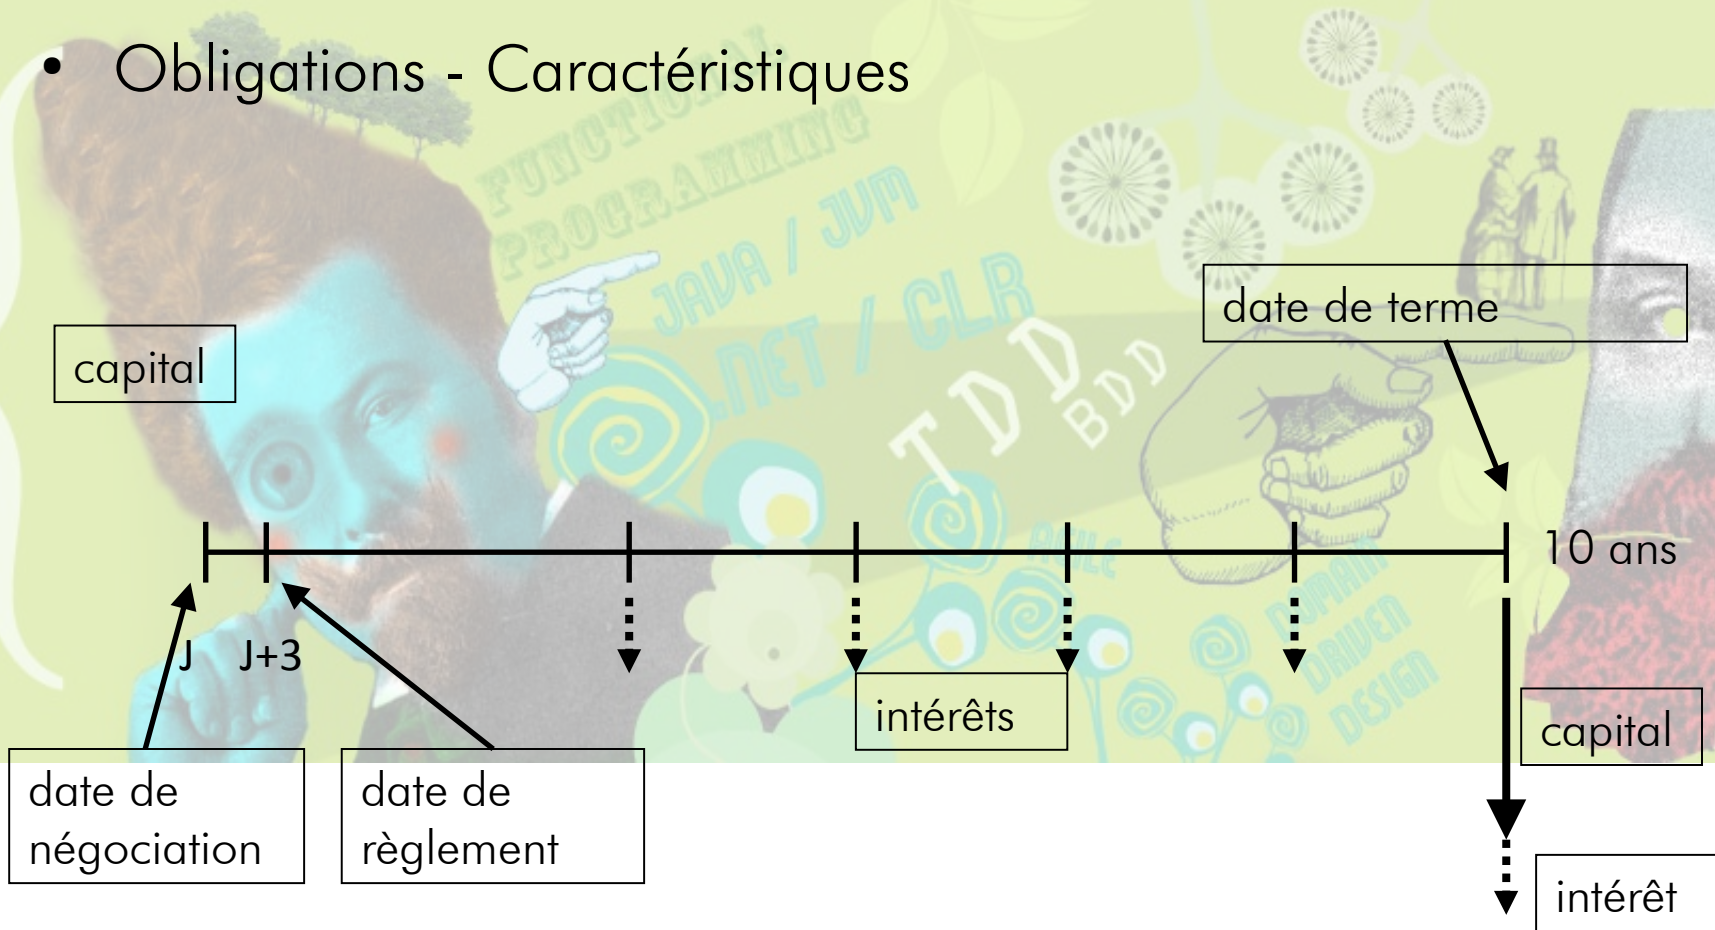 • Obligations - Caractéristiques
FUNCTIONAL
PROGRAMMING
JAVA / JVM
.NET / CLR
TDD
BDD
date de terme
capital
10 ans
AGILE
DOMAIN
DRIVEN
DESIGN
J J+3
intérêts
capital
date de
négociation
date de
règlement
intérêt